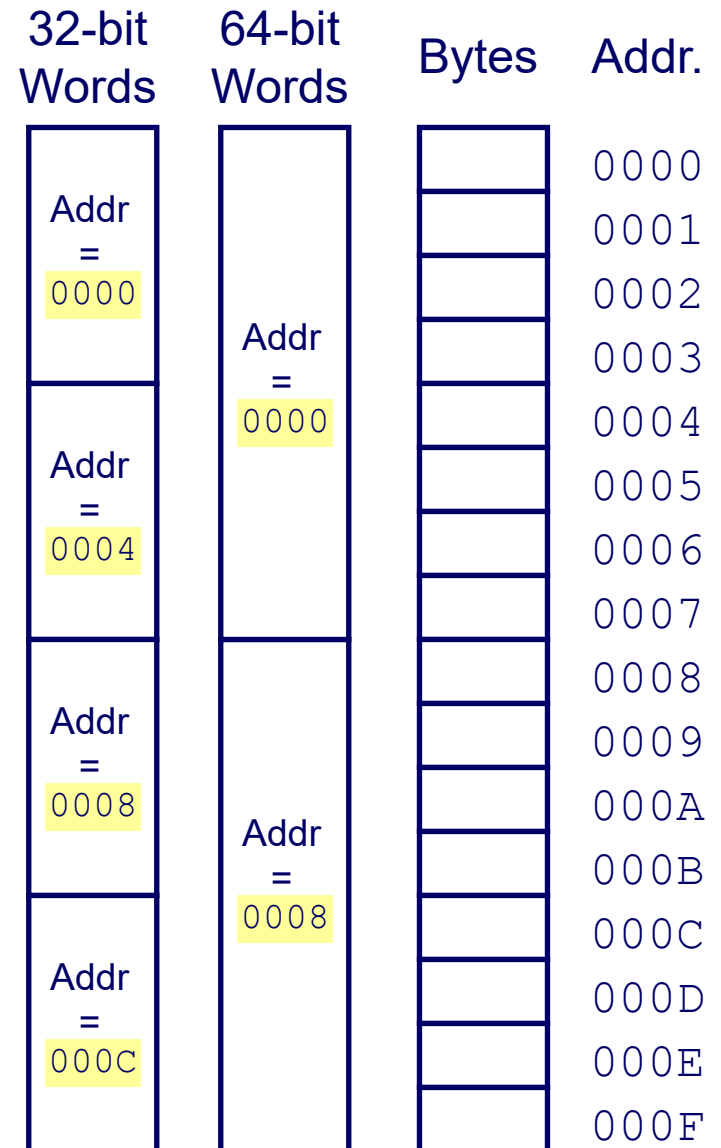 32-bit
Words
64-bit
Words
Bytes
Addr.
Addr
=
0000
Addr
=
0004
Addr
=
0008
Addr
=
000C
Addr
=
0000
Addr
=
0008
0000
0001
0002
0003
0004
0005
0006
0007
0008
0009
000A
000B
000C
000D
000E
000F